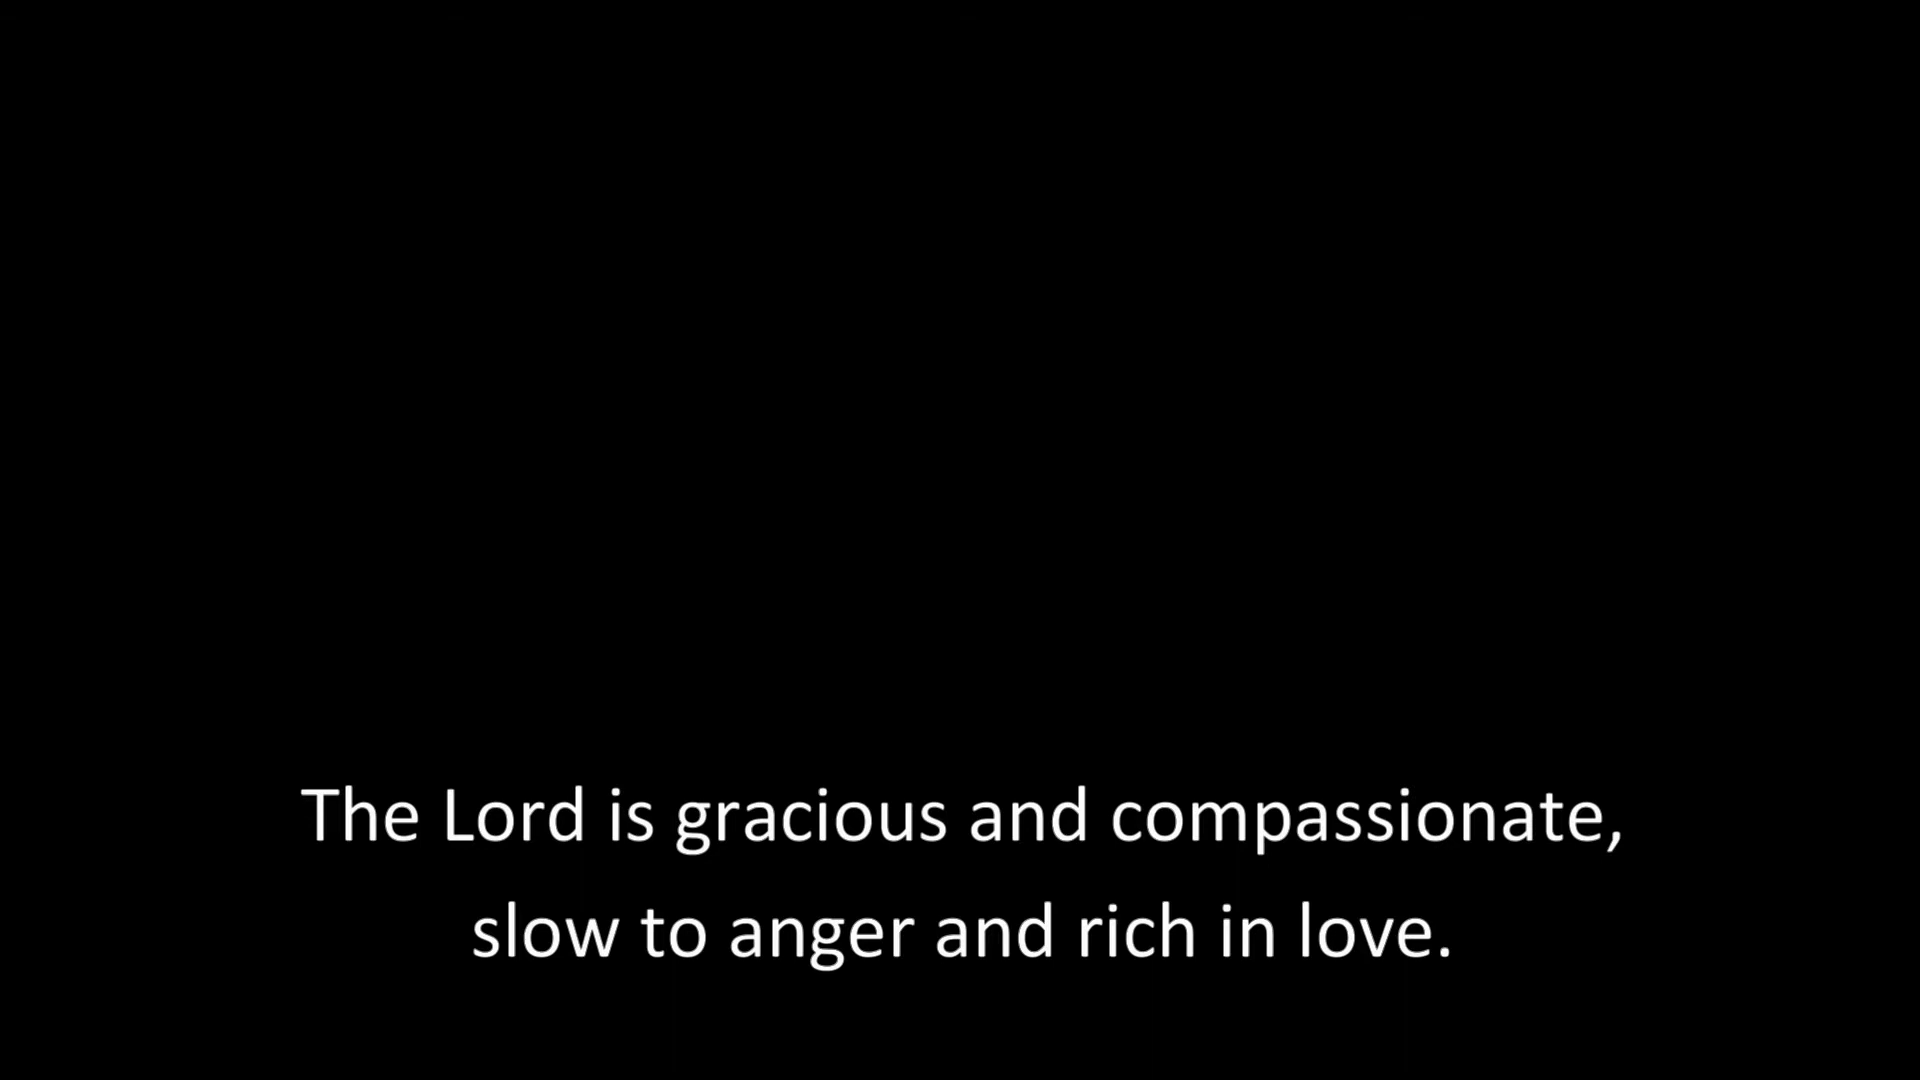 The Lord is gracious and compassionate,
slow to anger and rich in love.